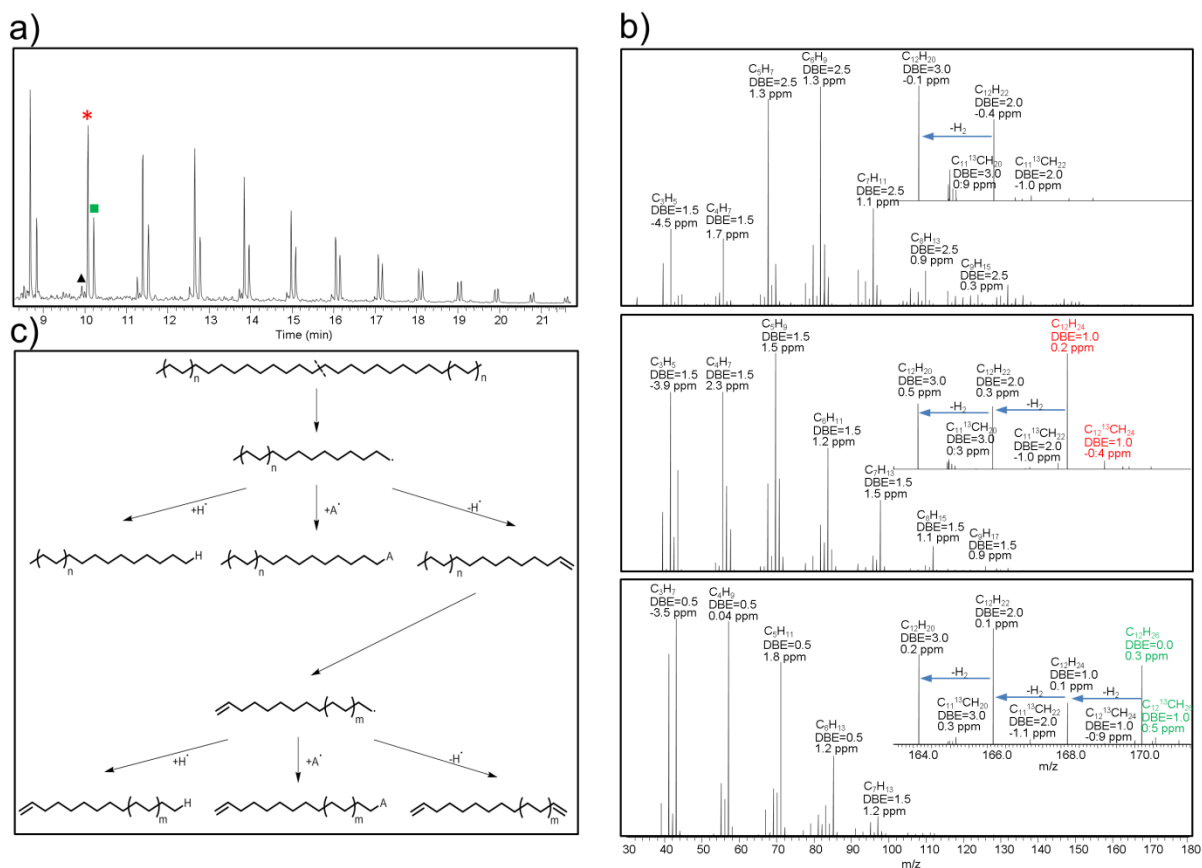 a)
*
9 10 11 12 13 14 15 16 17 18 19 20 21
Time (min)
b)
C₃H₅
DBE=1.5
-4.5 ppm
C₄H₇
DBE=1.5
1.7 ppm
C₅H₇
DBE=2.5
1.3 ppm
C₆H₉
DBE=2.5
1.3 ppm
C₇H₁₁
DBE=2.5
1.1 ppm
C₈H₁₃
DBE=2.5
0.9 ppm
C₉H₁₅
DBE=2.5
0.3 ppm
C₁₂H₂₀
DBE=3.0
-0.1 ppm
C₁₂H₂₂
DBE=2.0
-0.4 ppm
-H₂
C₁₁¹³CH₂₀
DBE=3.0
0.9 ppm
C₁₁¹³CH₂₂
DBE=2.0
-1.0 ppm
C₃H₅
DBE=1.5
-3.9 ppm
C₄H₇
DBE=1.5
2.3 ppm
C₅H₉
DBE=1.5
1.5 ppm
C₆H₁₁
DBE=1.5
1.2 ppm
C₇H₁₃
DBE=1.5
1.5 ppm
C₈H₁₅
DBE=1.5
1.1 ppm
C₉H₁₇
DBE=1.5
0.9 ppm
C₁₂H₂₀
DBE=3.0
0.5 ppm
C₁₂H₂₂
DBE=2.0
0.3 ppm
C₁₂H₂₄
DBE=1.0
0.2 ppm
-H₂
-H₂
C₁₁¹³CH₂₀
DBE=3.0
0.3 ppm
C₁₁¹³CH₂₂
DBE=2.0
-1.0 ppm
C₁₂¹³CH₂₄
DBE=1.0
-0.4 ppm
C₃H₇
DBE=0.5
-3.5 ppm
C₄H₉
DBE=0.5
0.04 ppm
C₅H₁₁
DBE=0.5
1.8 ppm
C₆H₁₃
DBE=0.5
1.2 ppm
C₇H₁₃
DBE=1.5
1.2 ppm
C₁₂H₂₀
DBE=3.0
0.2 ppm
C₁₂H₂₂
DBE=2.0
0.1 ppm
C₁₂H₂₄
DBE=1.0
0.1 ppm
C₁₂H₂₆
DBE=0.0
0.3 ppm
-H₂
-H₂
-H₂
C₁₁¹³CH₂₀
DBE=3.0
0.3 ppm
C₁₁¹³CH₂₂
DBE=2.0
-1.1 ppm
C₁₂¹³CH₂₄
DBE=1.0
-0.9 ppm
C₁₂¹³CH₂₆
DBE=1.0
0.5 ppm
164.0 166.0 168.0 170.0
m/z
30 40 50 60 70 80 90 100 110 120 130 140 150 160 170 180
m/z
c)
n n
n
+H• +A• -H•
n H
n A
n
m
+H• +A• -H•
m H
m A
m